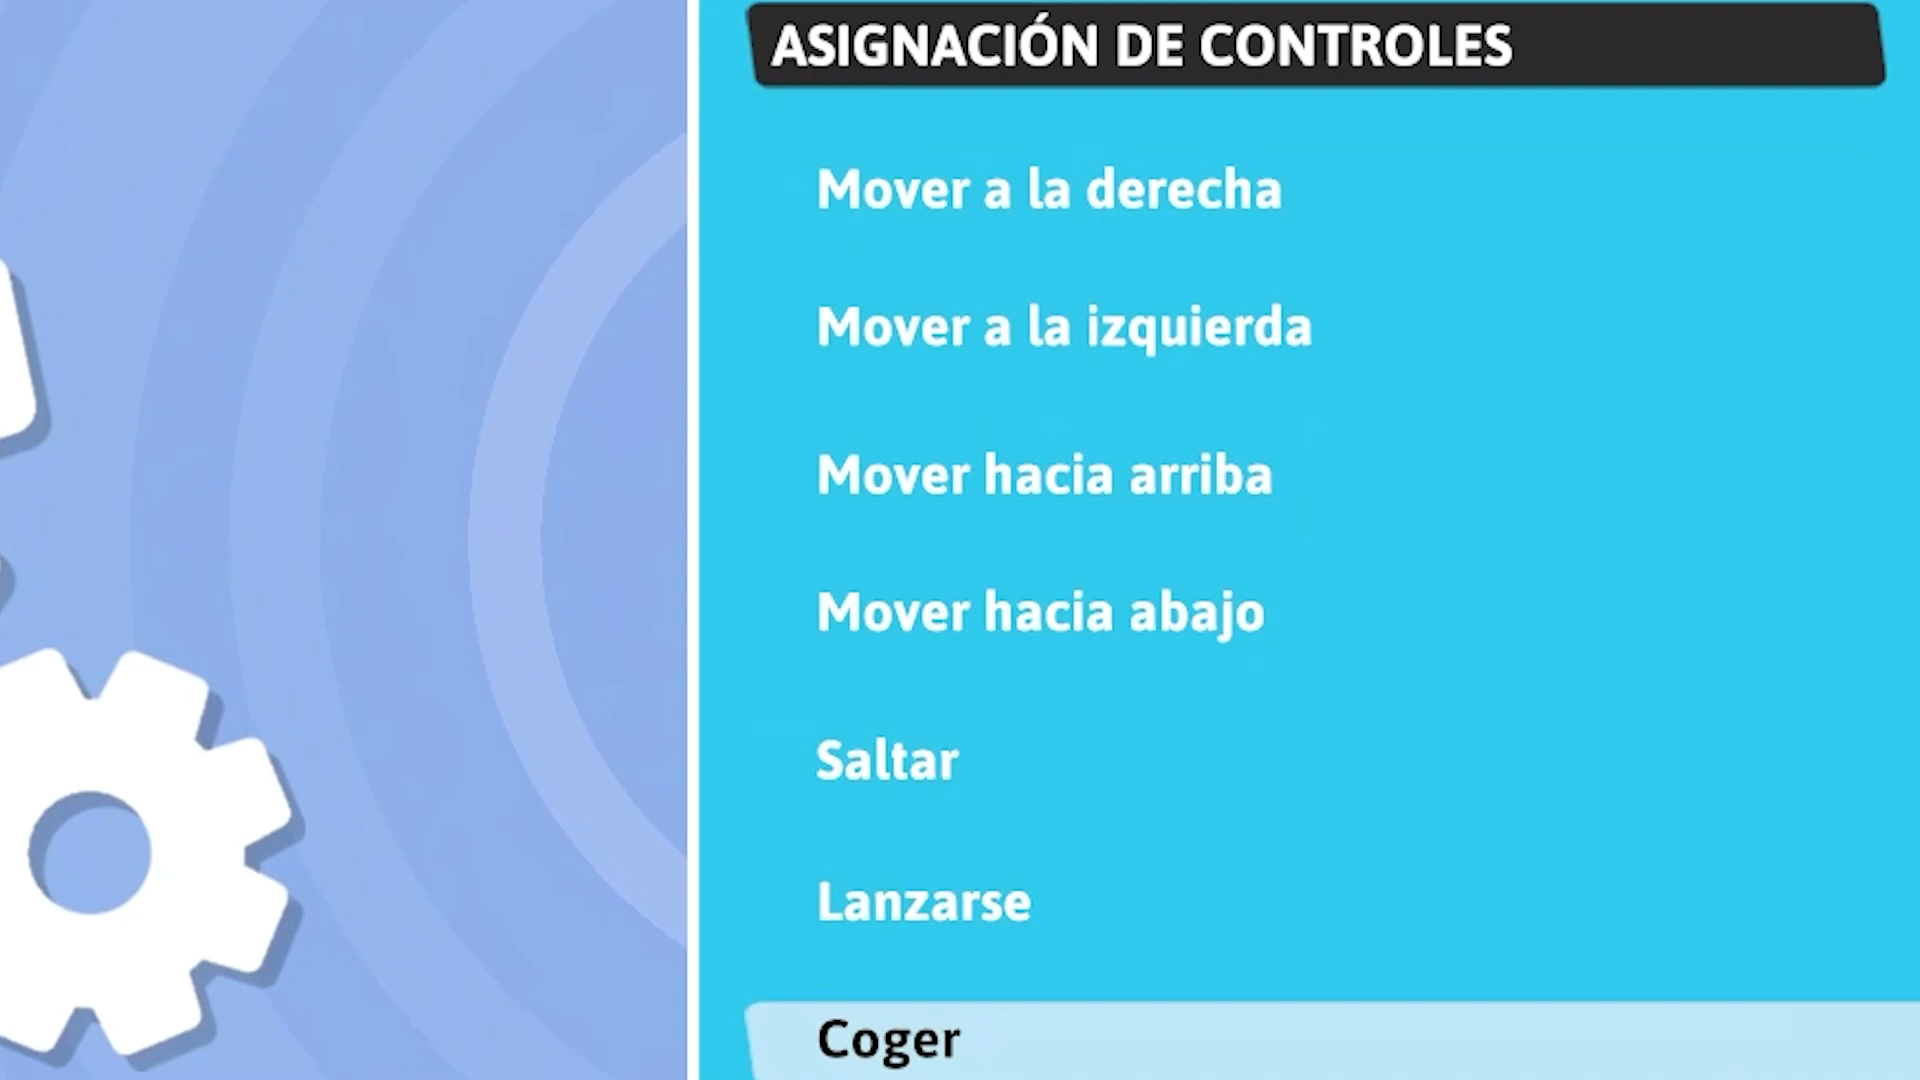 ASIGNACIÓN DE CONTROLES
Mover a la derecha
Mover a la izquierda
Mover hacia arriba
Mover hacia abajo
Saltar
Lanzarse
Coger